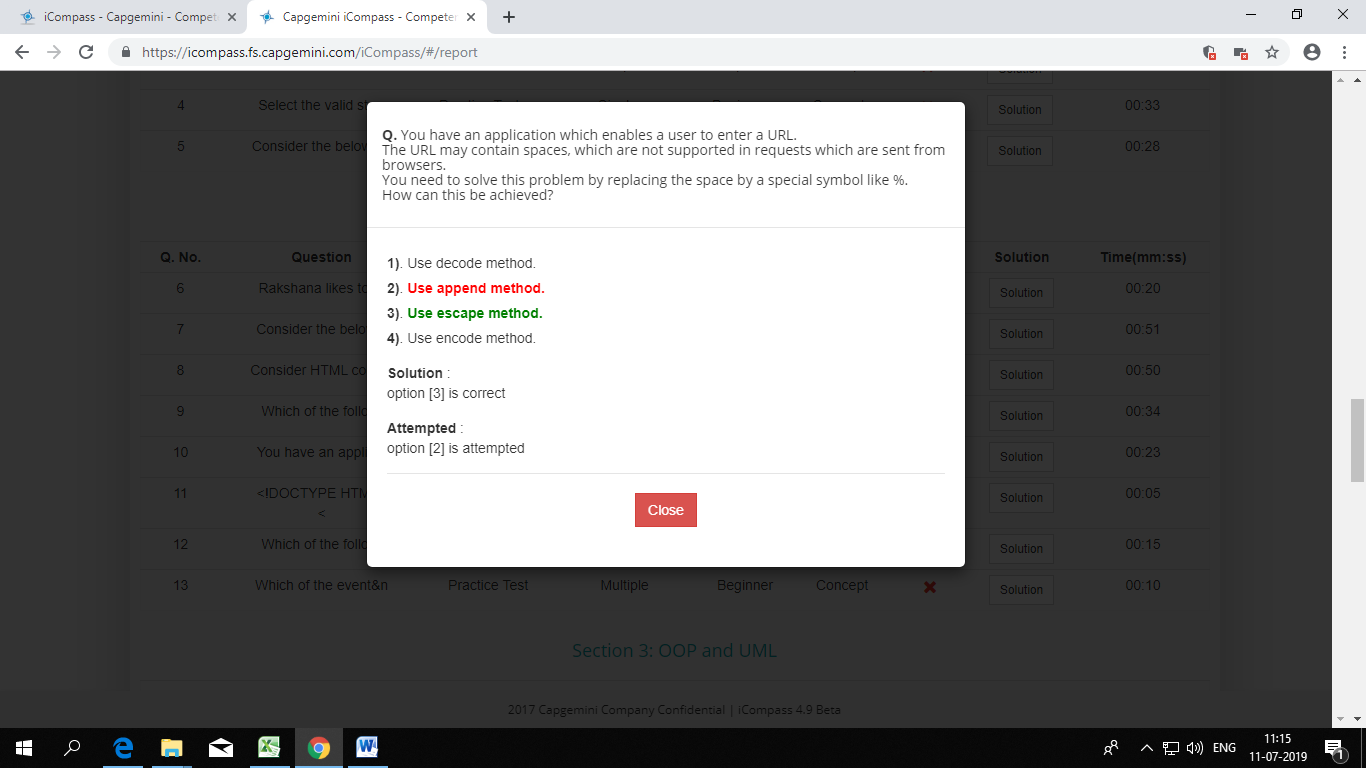 iCompass - Capgemini - Compet
Capgemini iCompass - Competen
https://icompass.fs.capgemini.com/iCompass/#/report
4 Select the valid st 00:33
Solution
5 Consider the below 00:28
Solution
Q. You have an application which enables a user to enter a URL.
The URL may contain spaces, which are not supported in requests which are sent from
browsers.
You need to solve this problem by replacing the space by a special symbol like %.
How can this be achieved?
1). Use decode method.
2). Use append method.
3). Use escape method.
4). Use encode method.
Solution :
option [3] is correct
Attempted :
option [2] is attempted
Close
Q. No. Question Solution Time(mm:ss)
6 Rakshana likes to Solution 00:20
7 Consider the belo Solution 00:51
8 Consider HTML co Solution 00:50
9 Which of the follo Solution 00:34
10 You have an appli Solution 00:23
11 <!DOCTYPE HTM Solution 00:05
<
12 Which of the follo Solution 00:15
13 Which of the event&n Practice Test Multiple Beginner Concept Solution 00:10
Section 3: OOP and UML
2017 Capgemini Company Confidential | iCompass 4.9 Beta
ENG
11:15
11-07-2019
1